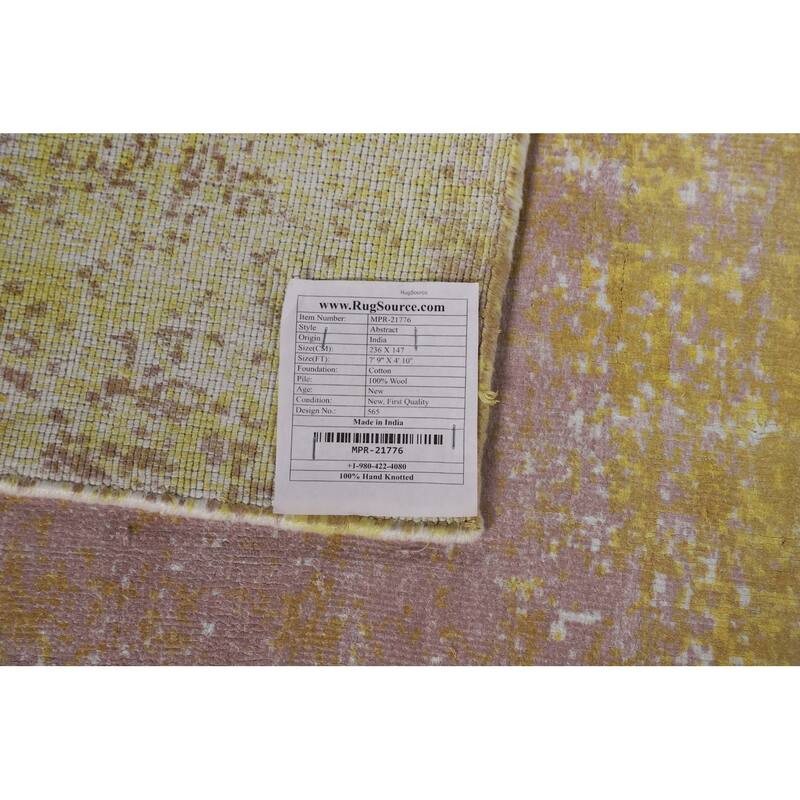 RugSource
www.RugSource.com
Item Number: MPR-21776
Style Abstract
Origin India
Size(CM): 236 X 147
Size(FT): 7' 9" X 4' 10"
Foundation: Cotton
Pile: 100% Wool
Age: New
Condition: New, First Quality
Design No.: 565
Made in India
MPR-21776
+1-980-422-4080
100% Hand Knotted